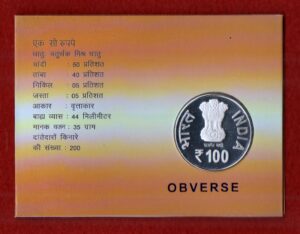 एक सौ रूपये
धातु: चतुर्थक मिश्र धातु
चांदी : 50 प्रतिशत
तांबा : 40 प्रतिशत
निकिल : 05 प्रतिशत
जस्ता : 05 प्रतिशत
आकार : वृत्ताकार
बाह्य व्यास : 44 मिलीमीटर
मानक वजन : 35 ग्राम
दांतेदारों किनारे
की संख्या : 200
भारत
INDIA
₹ 100
OBVERSE